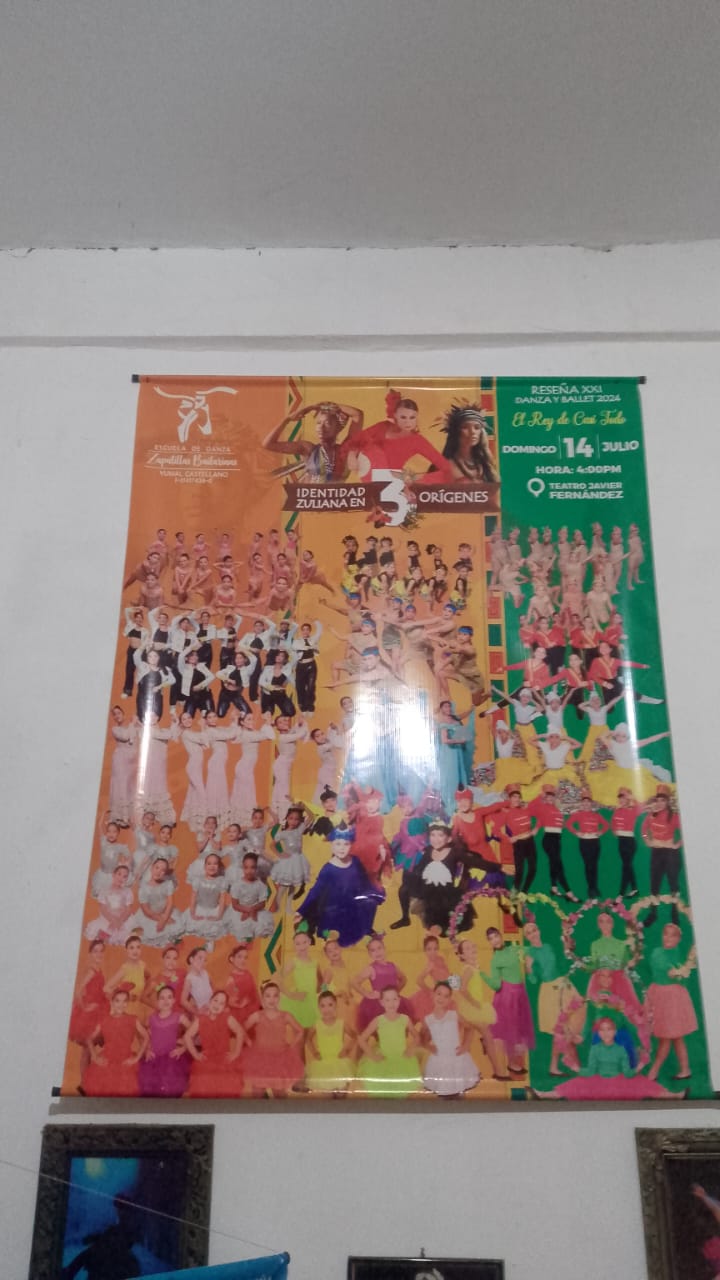 ESCUELA DE DANZA
Zapatillas Bailarinas
YUMAL CASTELLANO
IDENTIDAD
ZULIANA EN
3
ORÍGENES
RESEÑA XXI
DANZA Y BALLET 2024
El Rey de Casi Todo
DOMINGO 14 JULIO
HORA: 4:00PM
TEATRO JAVIER
FERNÁNDEZ